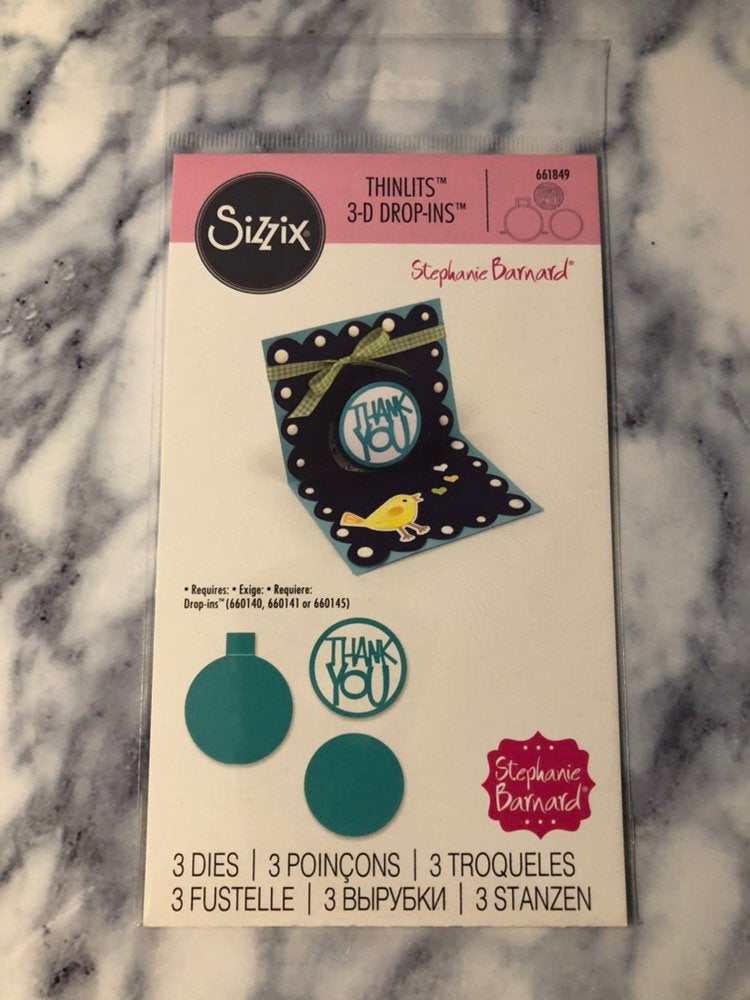 Sizzix®
THINLITS™
3-D DROP-INS™
661849
Stephanie Barnard®
THANK
YOU
• Requires: • Exige: • Requiere:
Drop-ins™ (660140, 660141 or 660145)
THANK
YOU
Stephanie
Barnard®
3 DIES | 3 POINÇONS | 3 TROQUELES
3 FUSTELLE | 3 ВЫРУБКИ | 3 STANZEN